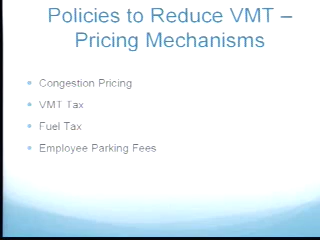 Policies to Reduce VMT –
Pricing Mechanisms
Congestion Pricing
VMT Tax
Fuel Tax
Employee Parking Fees